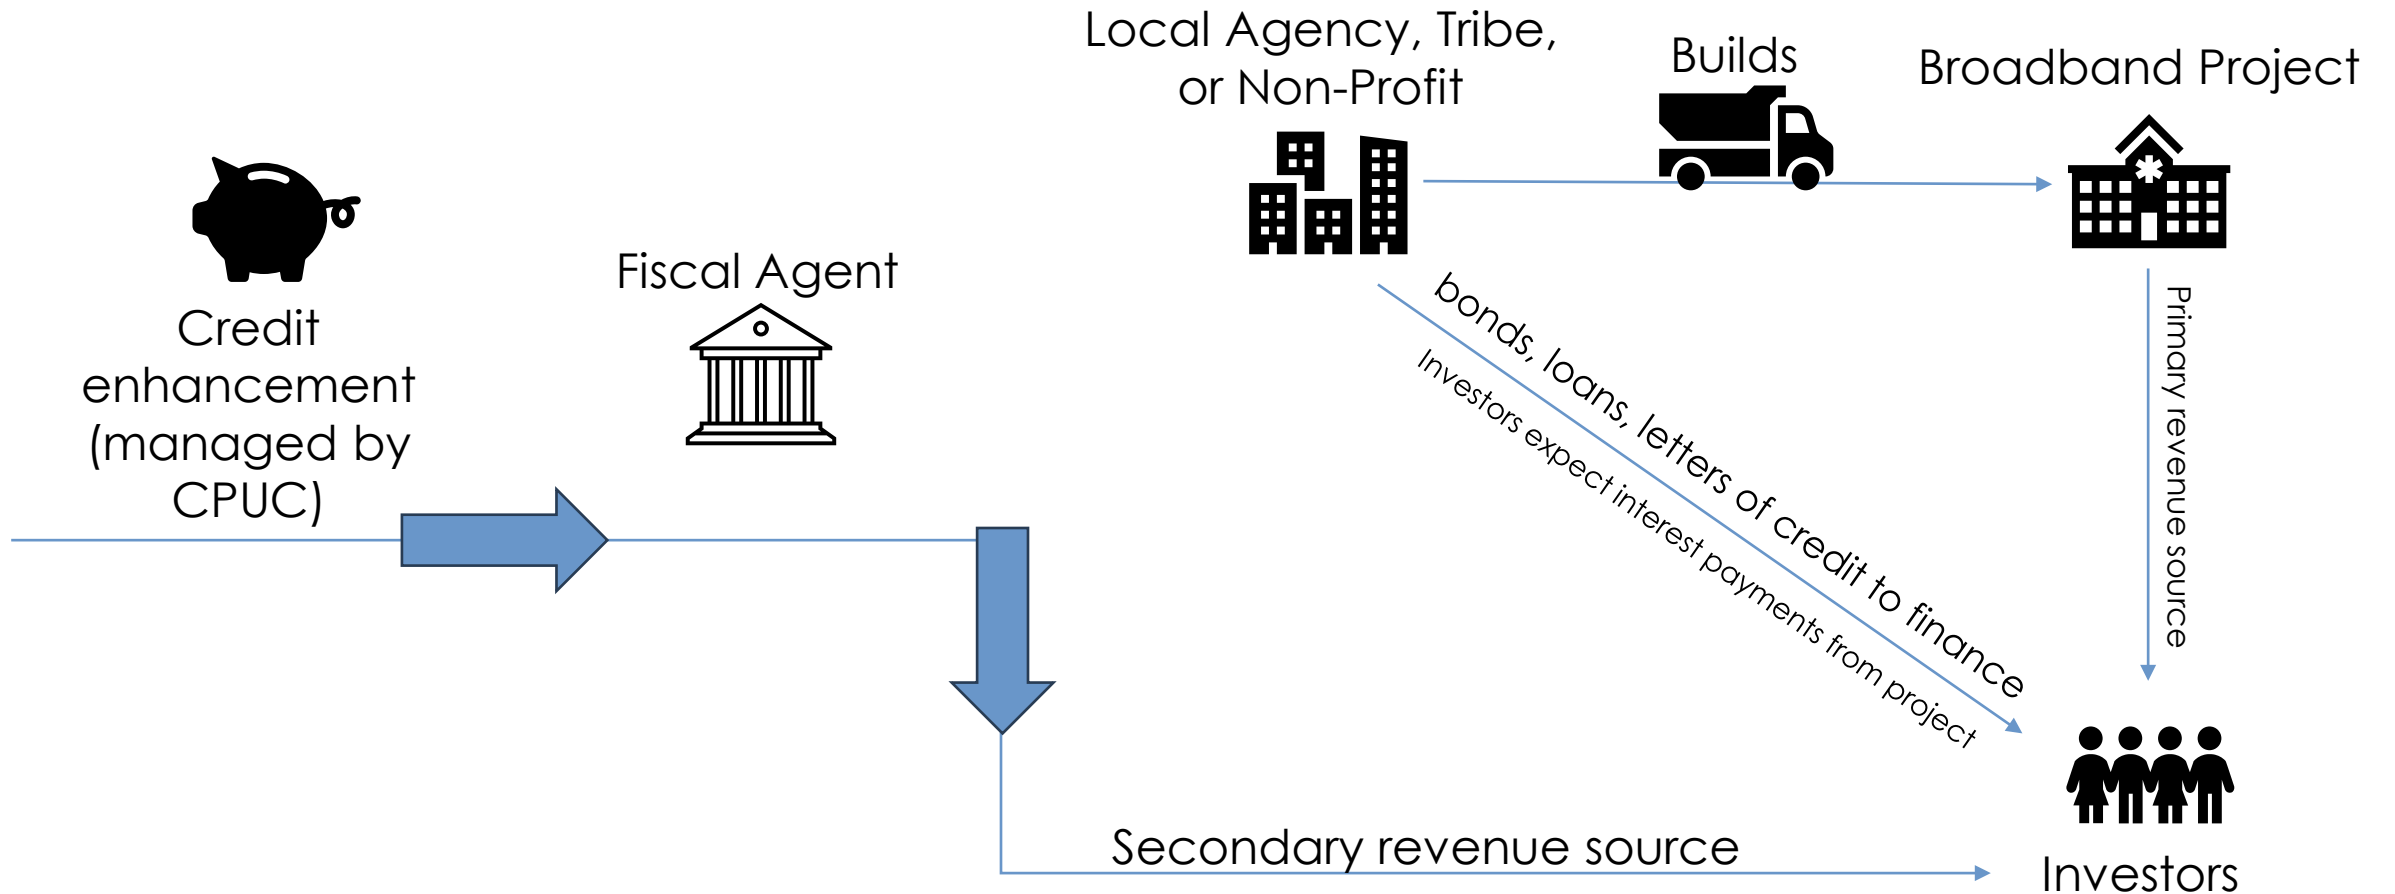 Local Agency, Tribe,
or Non-Profit
Builds
Broadband Project
Fiscal Agent
Credit
enhancement
(managed by
CPUC)
bonds, loans, letters of credit to finance
Investors expect interest payments from project
Primary revenue source
Secondary revenue source
Investors